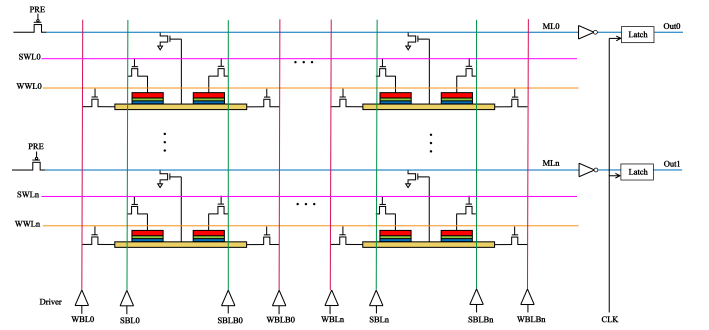 PRE
ML0
Out0
Latch
SWL0
WWL0
PRE
MLn
Out1
Latch
SWLn
WWLn
Driver
WBL0 SBL0 SBLB0 WBLB0 WBLn SBLn SBLBn WBLBn CLK